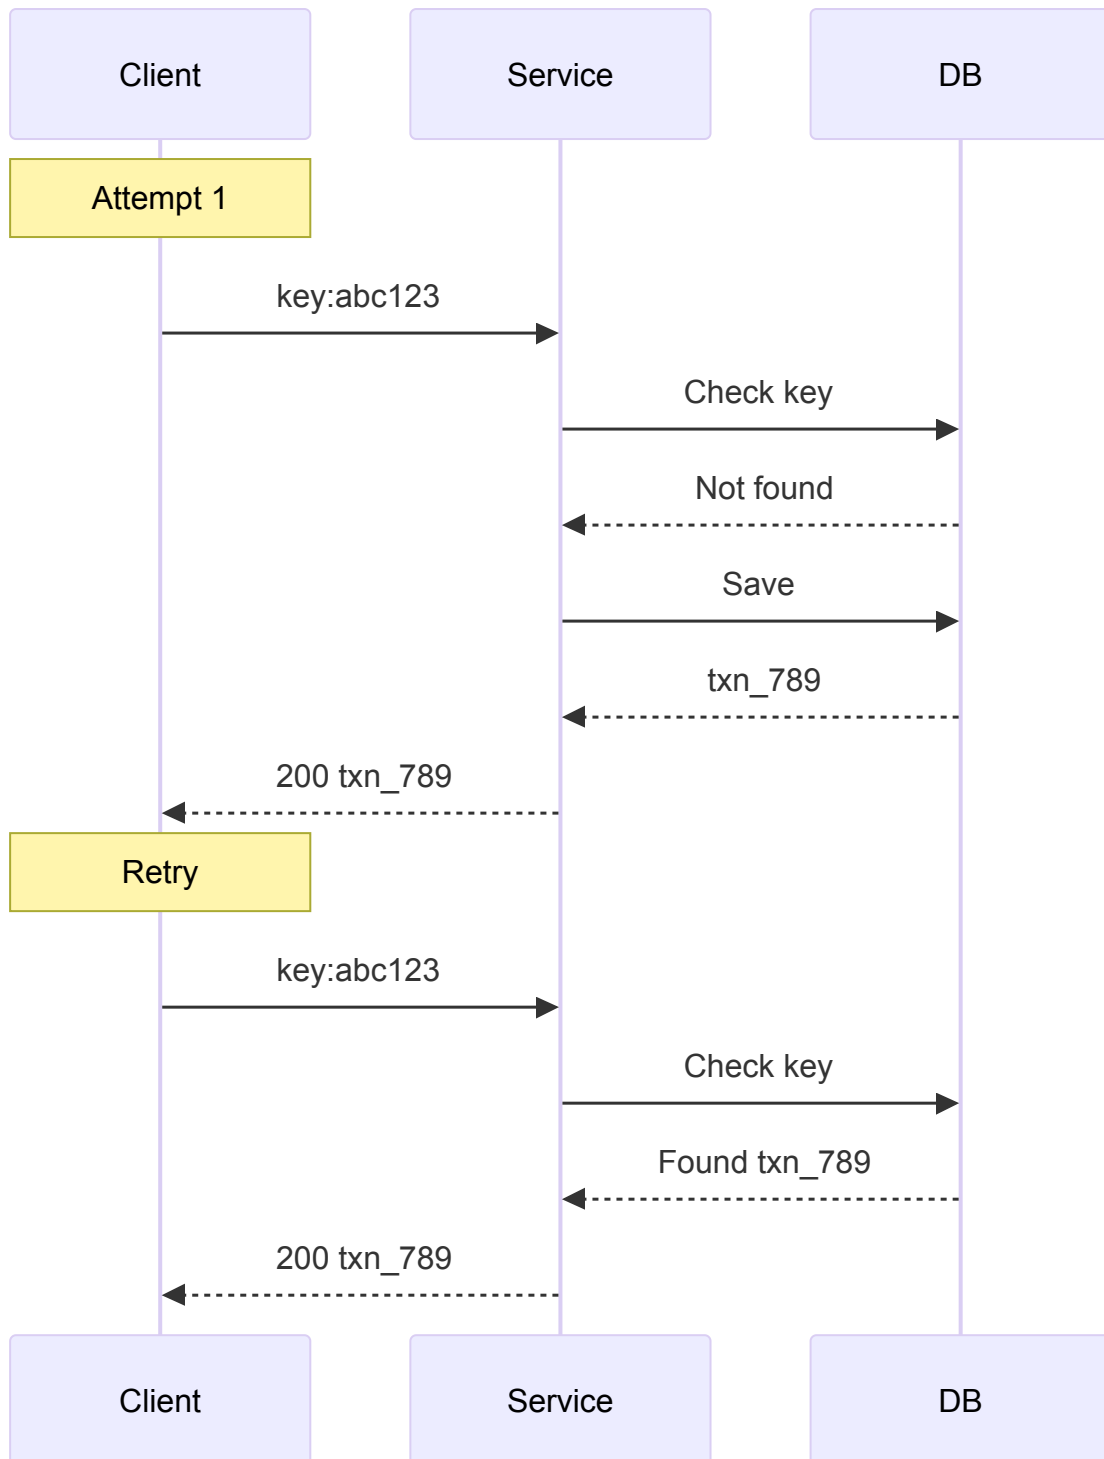 Client
Service
DB
Attempt 1
key:abc123
Check key
Not found
Save
txn_789
200 txn_789
Retry
key:abc123
Check key
Found txn_789
200 txn_789
Client
Service
DB